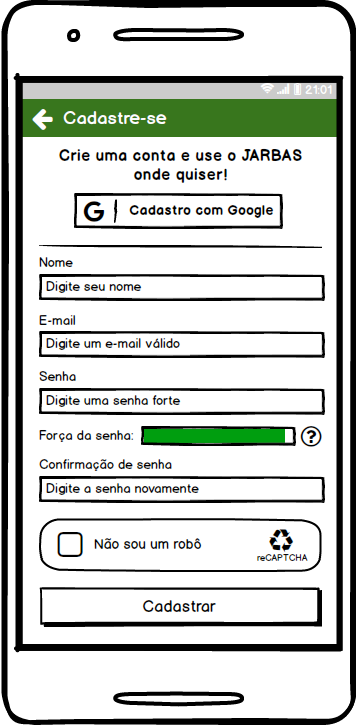 21:01
Cadastre-se
Crie uma conta e use o JARBAS
onde quiser!
G | Cadastro com Google
Nome
Digite seu nome
E-mail
Digite um e-mail válido
Senha
Digite uma senha forte
Força da senha: ?
Confirmação de senha
Digite a senha novamente
Não sou um robô
reCAPTCHA
Cadastrar